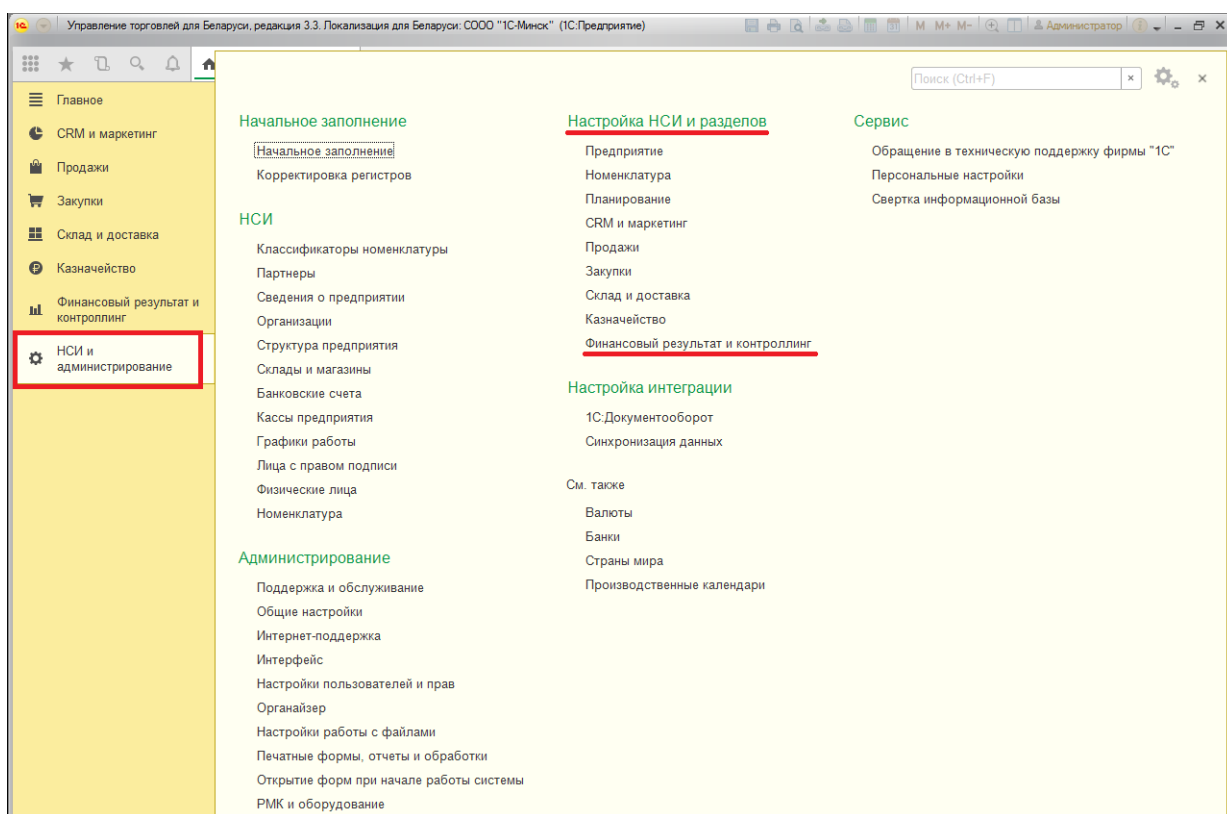 Управление торговлей для Беларуси, редакция 3.3. Локализация для Беларуси: СООО "1С-Минск" (1С:Предприятие)
M M+ M-
Администратор
Поиск (Ctrl+F)
Главное
CRM и маркетинг
Продажи
Закупки
Склад и доставка
Казначейство
Финансовый результат и
контроллинг
НСИ и
администрирование
Начальное заполнение
Начальное заполнение
Корректировка регистров
НСИ
Классификаторы номенклатуры
Партнеры
Сведения о предприятии
Организации
Структура предприятия
Склады и магазины
Банковские счета
Кассы предприятия
Графики работы
Лица с правом подписи
Физические лица
Номенклатура
Администрирование
Поддержка и обслуживание
Общие настройки
Интернет-поддержка
Интерфейс
Настройки пользователей и прав
Органайзер
Настройки работы с файлами
Печатные формы, отчеты и обработки
Открытие форм при начале работы системы
РМК и оборудование
Настройка НСИ и разделов
Предприятие
Номенклатура
Планирование
CRM и маркетинг
Продажи
Закупки
Склад и доставка
Казначейство
Финансовый результат и контроллинг
Настройка интеграции
1С:Документооборот
Синхронизация данных
См. также
Валюты
Банки
Страны мира
Производственные календари
Сервис
Обращение в техническую поддержку фирмы "1С"
Персональные настройки
Свертка информационной базы